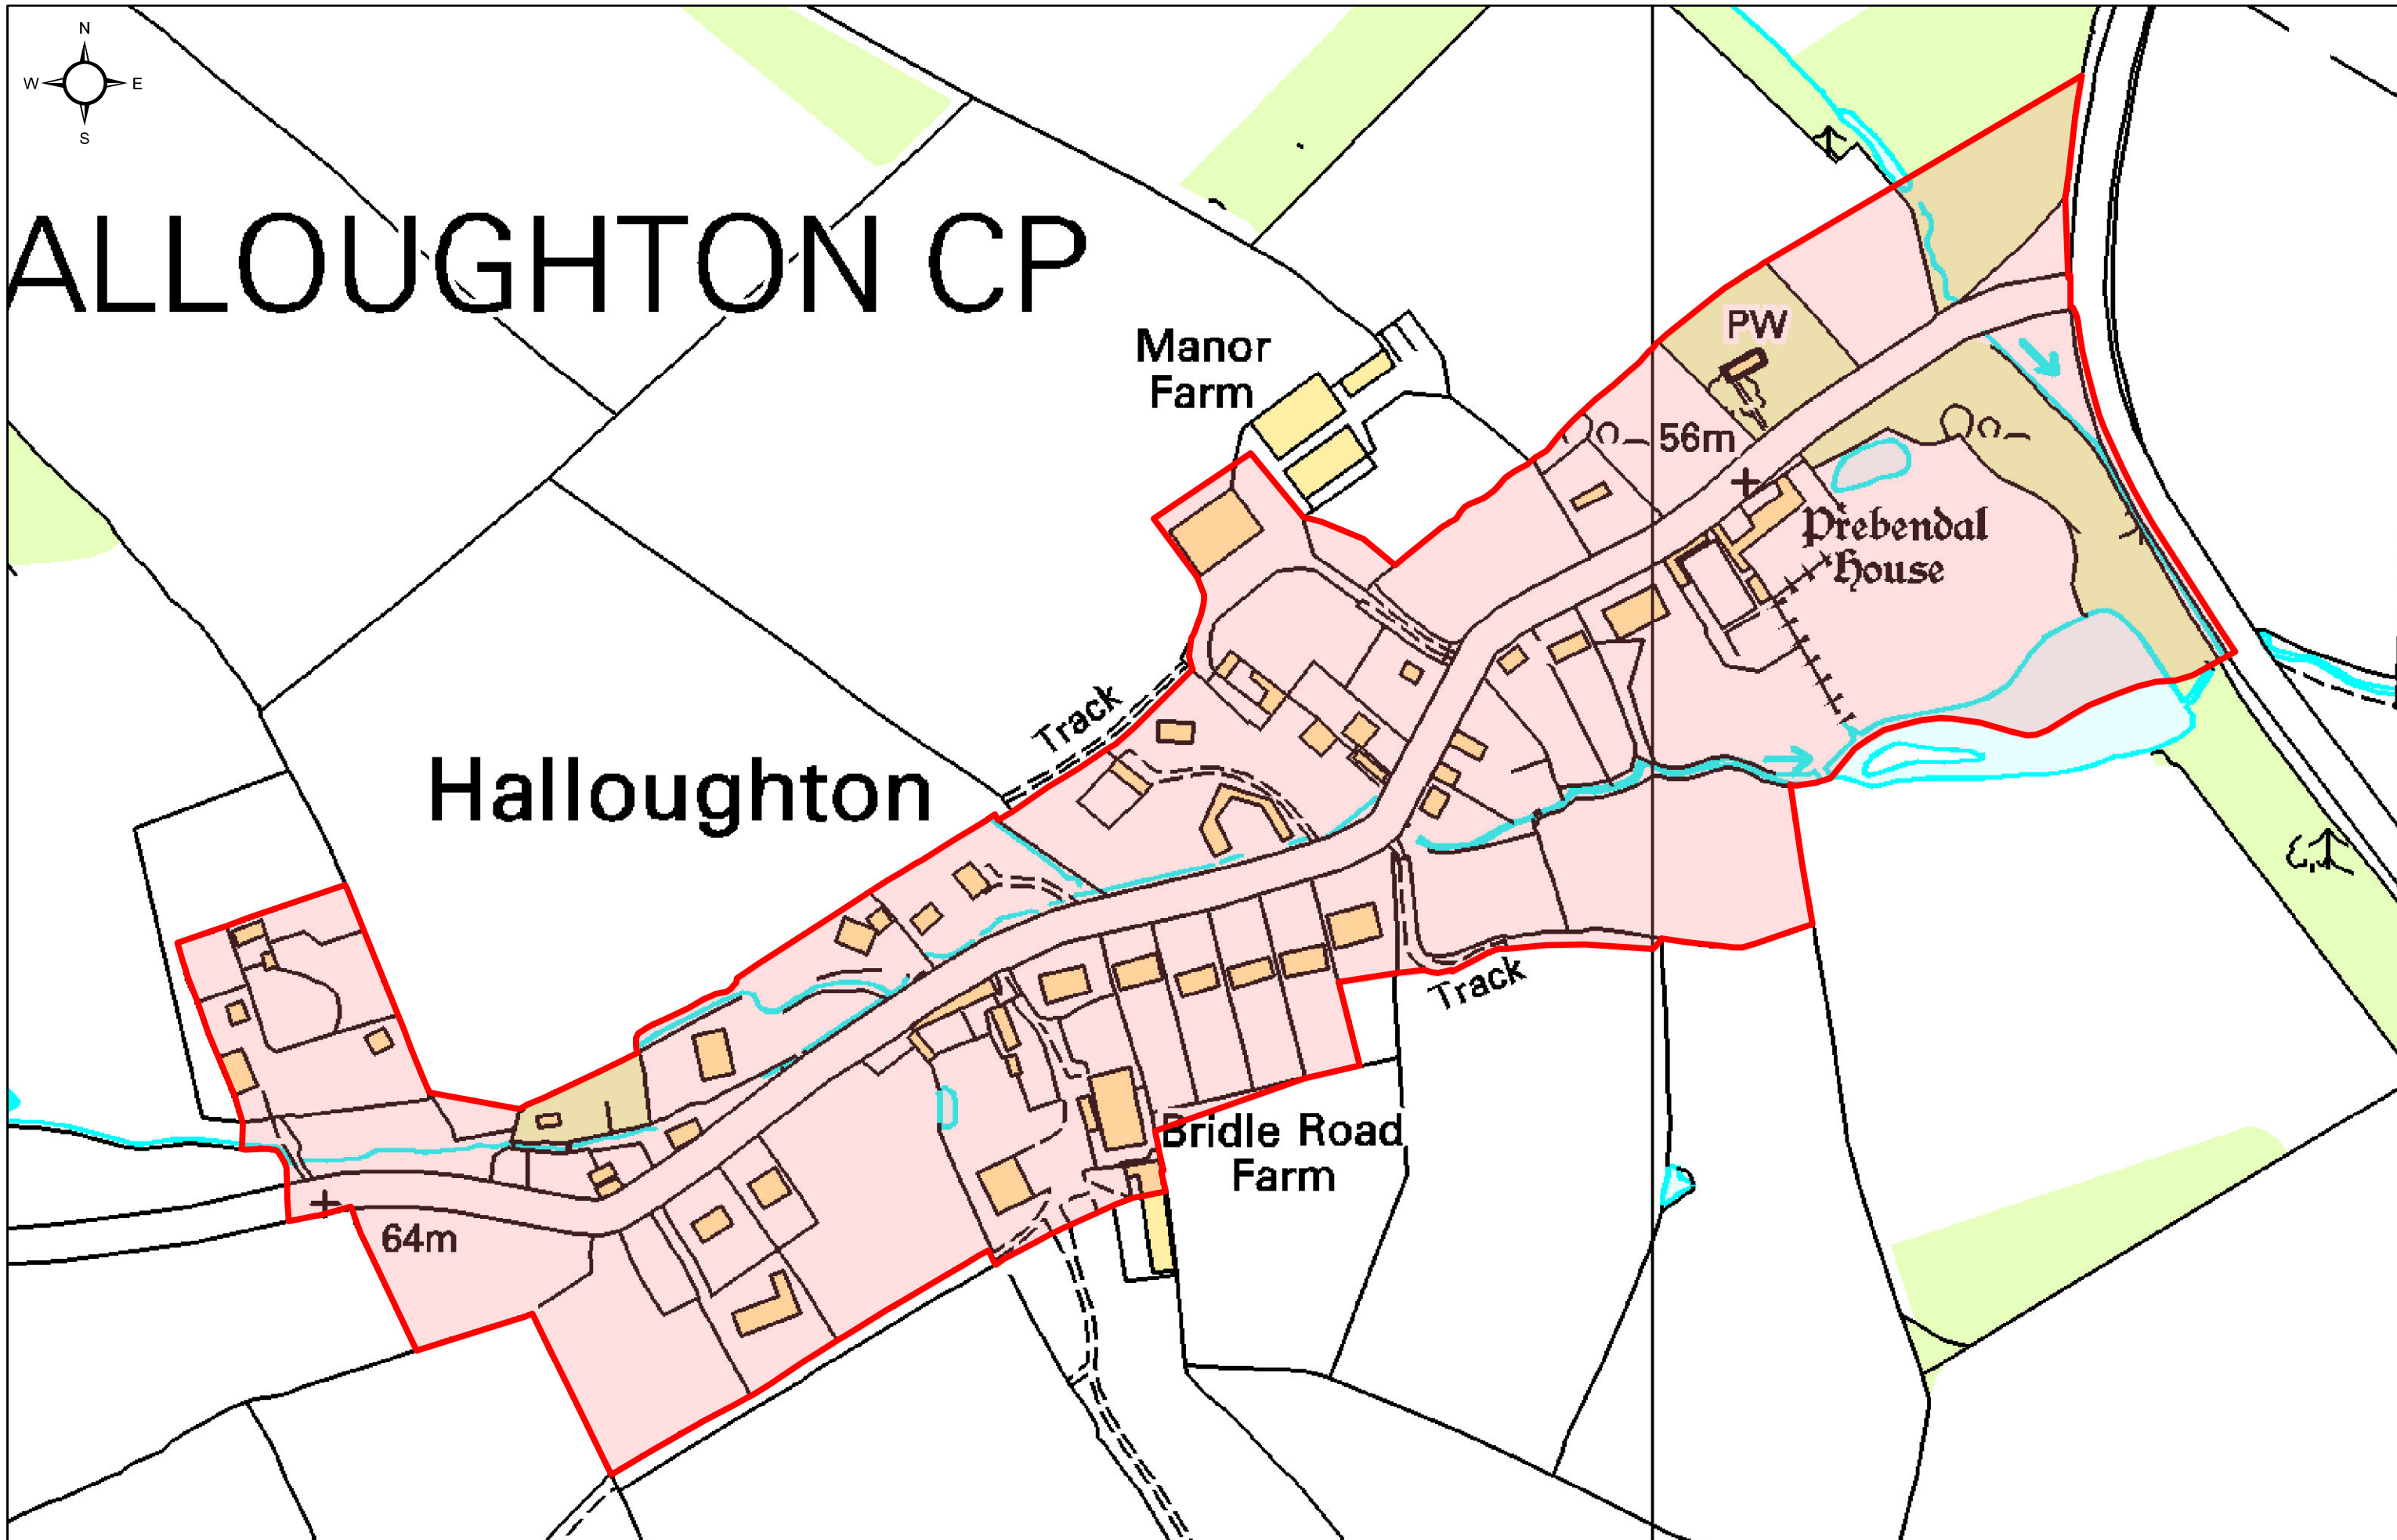 N
W E
S
ALLOUGHTON CP
Manor
Farm
PW
56m
Prebendal
House
Track
Halloughton
Track
Bridle Road
Farm
64m